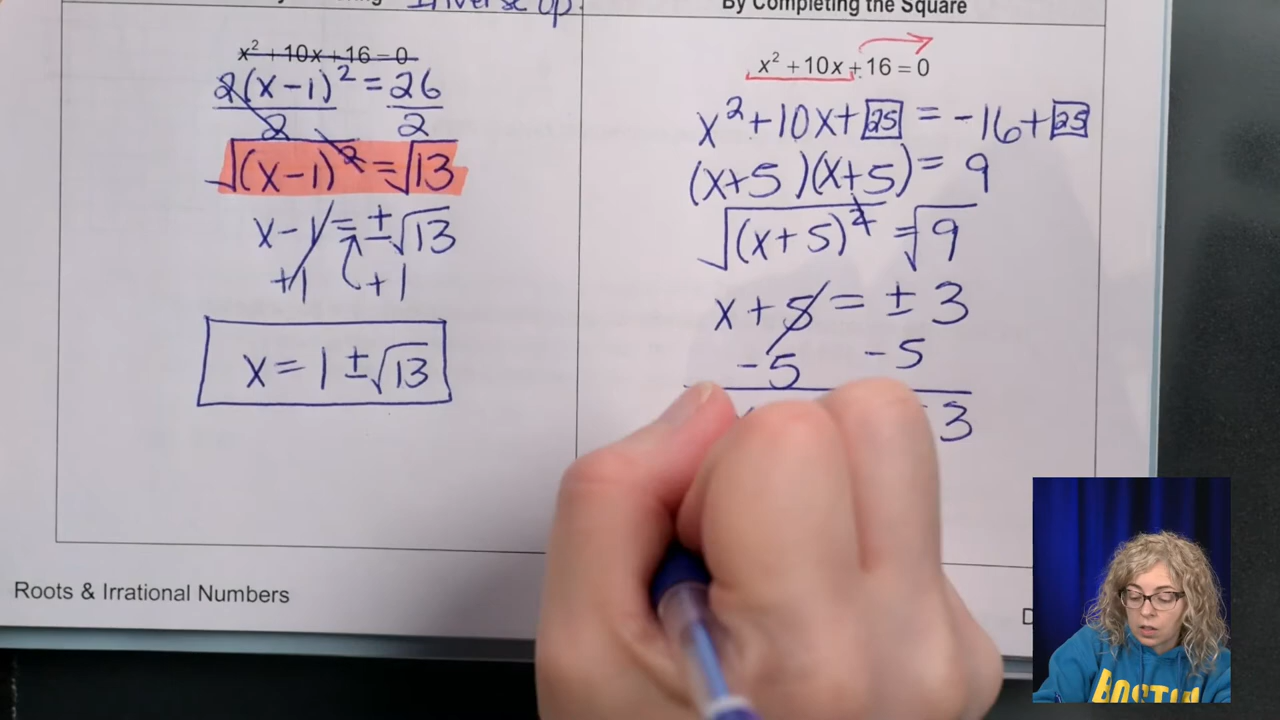 Inverse Op.
x² + 10x + 16 = 0
2(x-1)² = 26
2 2
√(x-1)² = √13
x-1 = ±√13
+1 +1
x = 1 ±√13
By Completing the Square
x² + 10x + 16 = 0
x² + 10x + 25 = -16 + 25
(x+5)(x+5) = 9
√(x+5)² = √9
x + 5 = ± 3
-5 -5
3
Roots & Irrational Numbers
BOSTON